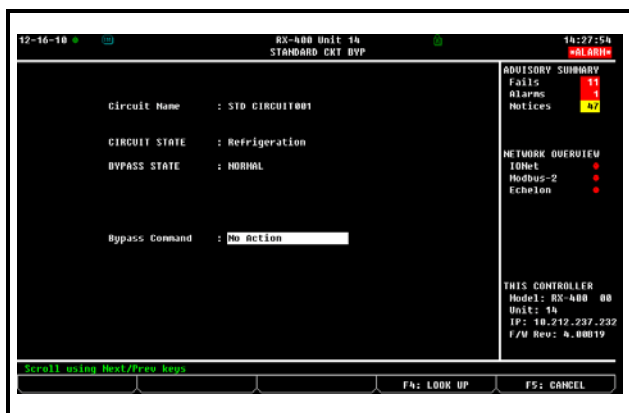 12-16-10 RX-400 Unit 14 14:27:54
STANDARD CKT BYP *ALARM*
ADVISORY SUMMARY
Fails 11
Alarms 1
Notices 47
Circuit Name : STD CIRCUIT001
CIRCUIT STATE : Refrigeration
BYPASS STATE : NORMAL
NETWORK OVERVIEW
IONet
Modbus-2
Echelon
Bypass Command : No Action
THIS CONTROLLER
Model: RX-400 00
Unit: 14
IP: 10.212.237.232
F/W Rev: 4.00B19
Scroll using Next/Prev keys
F4: LOOK UP F5: CANCEL